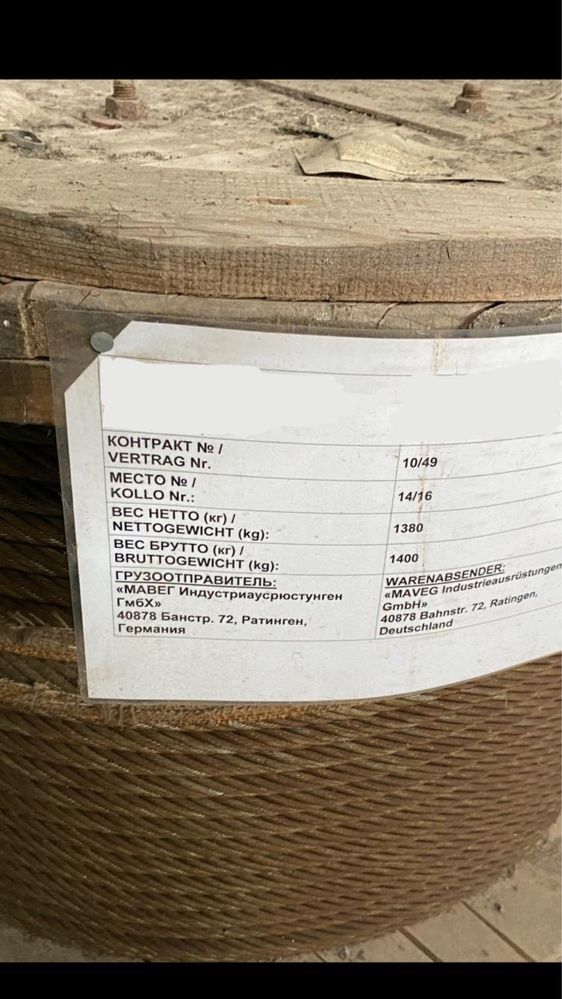 КОНТРАКТ № /
VERTRAG Nr.
10/49
МЕСТО № /
KOLLO Nr.:
14/16
ВЕС НЕТТО (кг) /
NETTOGEWICHT (kg):
1380
ВЕС БРУТТО (кг) /
BRUTTOGEWICHT (kg):
1400
ГРУЗООТПРАВИТЕЛЬ:
«МАВЕГ Индустриаусрюстунген
ГмбХ»
40878 Банстр. 72, Ратинген,
Германия
WARENABSENDER:
«MAVEG Industrieausrüstungen
GmbH»
40878 Bahnstr. 72, Ratingen,
Deutschland